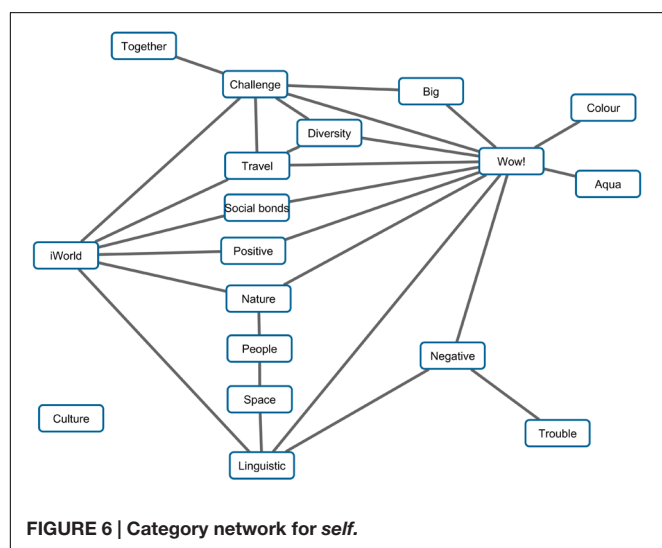 Together
Challenge
Big
Colour
Diversity
Wow!
Travel
Aqua
Social bonds
Positive
iWorld
Nature
People
Negative
Space
Culture
Trouble
Linguistic
FIGURE 6 | Category network for self.